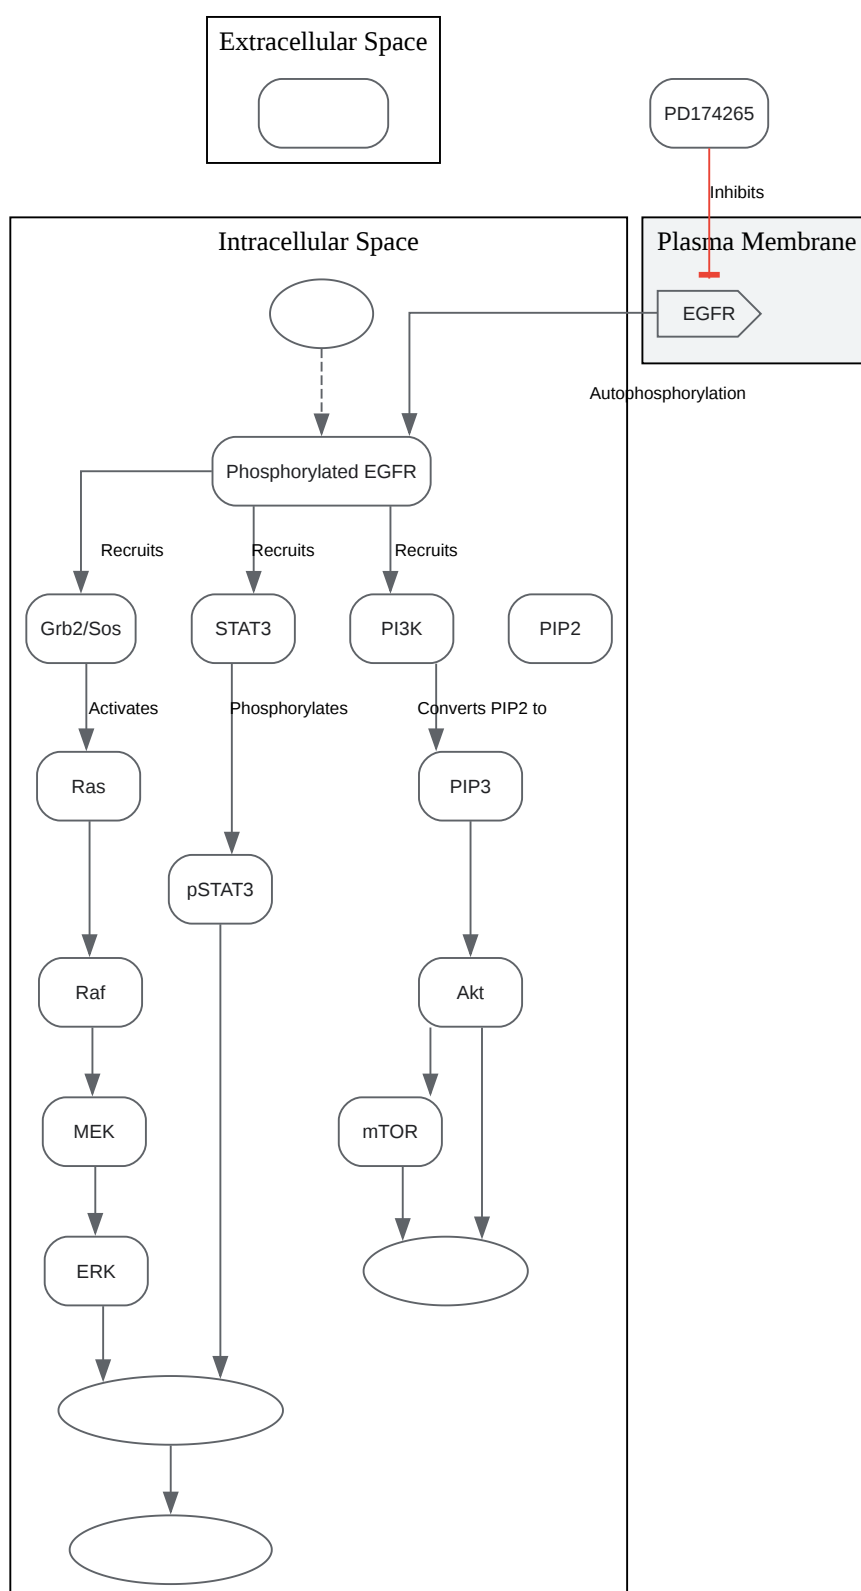 Extracellular Space
PD174265
Inhibits
Intracellular Space
Plasma Membrane
EGFR
Autophosphorylation
Phosphorylated EGFR
Recruits
Recruits
Recruits
Grb2/Sos
STAT3
PI3K
PIP2
Activates
Phosphorylates
Converts PIP2 to
Ras
PIP3
pSTAT3
Raf
Akt
MEK
mTOR
ERK